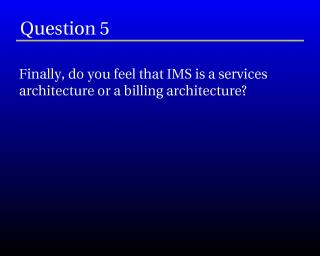 Question 5
Finally, do you feel that IMS is a services
architecture or a billing architecture?